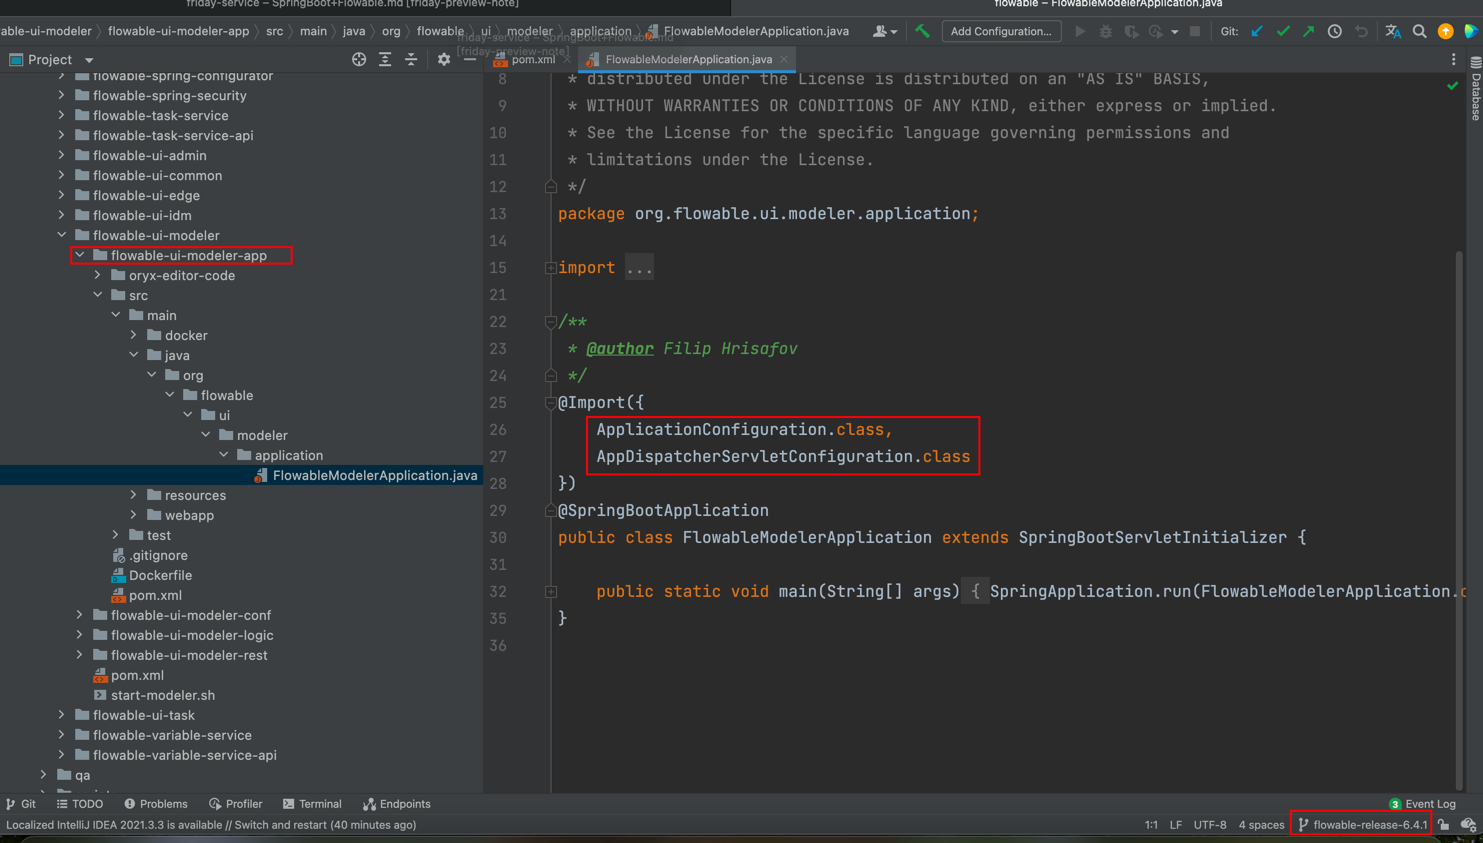 friday-service – SpringBoot+Flowable.md [friday-preview-note]
flowable – FlowableModelerApplication.java
able-ui-modeler
flowable-ui-modeler-app
src
main
java
org
flowable
ui
modeler
application
FlowableModelerApplication.java
Add Configuration...
Git:
friday-service – SpringBoot+Flowable.md
[friday-preview-note]
Project
pom.xml
FlowableModelerApplication.java
Database
flowable-spring-configurator
flowable-spring-security
flowable-task-service
flowable-task-service-api
flowable-ui-admin
flowable-ui-common
flowable-ui-edge
flowable-ui-idm
flowable-ui-modeler
flowable-ui-modeler-app
oryx-editor-code
src
main
docker
java
org
flowable
ui
modeler
application
FlowableModelerApplication.java
resources
webapp
test
.gitignore
Dockerfile
pom.xml
flowable-ui-modeler-conf
flowable-ui-modeler-logic
flowable-ui-modeler-rest
pom.xml
start-modeler.sh
flowable-ui-task
flowable-variable-service
flowable-variable-service-api
qa
8 * distributed under the License is distributed on an "AS IS" BASIS,
9 * WITHOUT WARRANTIES OR CONDITIONS OF ANY KIND, either express or implied.
10 * See the License for the specific language governing permissions and
11 * limitations under the License.
12 */
13 package org.flowable.ui.modeler.application;
14
15 import ...
21
22 /**
23 * @author Filip Hrisafov
24 */
25 @Import({
26 ApplicationConfiguration.class,
27 AppDispatcherServletConfiguration.class
28 })
29 @SpringBootApplication
30 public class FlowableModelerApplication extends SpringBootServletInitializer {
31
32 public static void main(String[] args) { SpringApplication.run(FlowableModelerApplication.c
35 }
36
Git
TODO
Problems
Profiler
Terminal
Endpoints
3 Event Log
Localized IntelliJ IDEA 2021.3.3 is available // Switch and restart (40 minutes ago)
1:1
LF
UTF-8
4 spaces
flowable-release-6.4.1